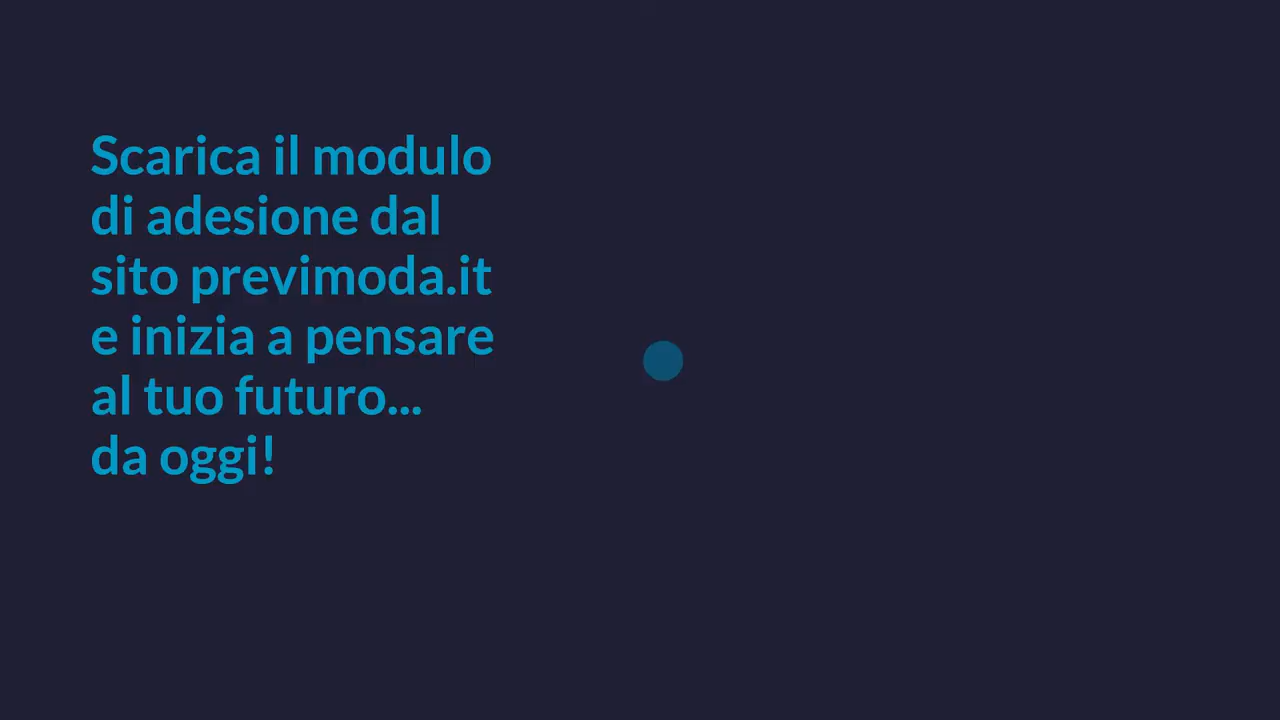 Scarica il modulo
di adesione dal
sito previmoda.it
e inizia a pensare
al tuo futuro...
da oggi!